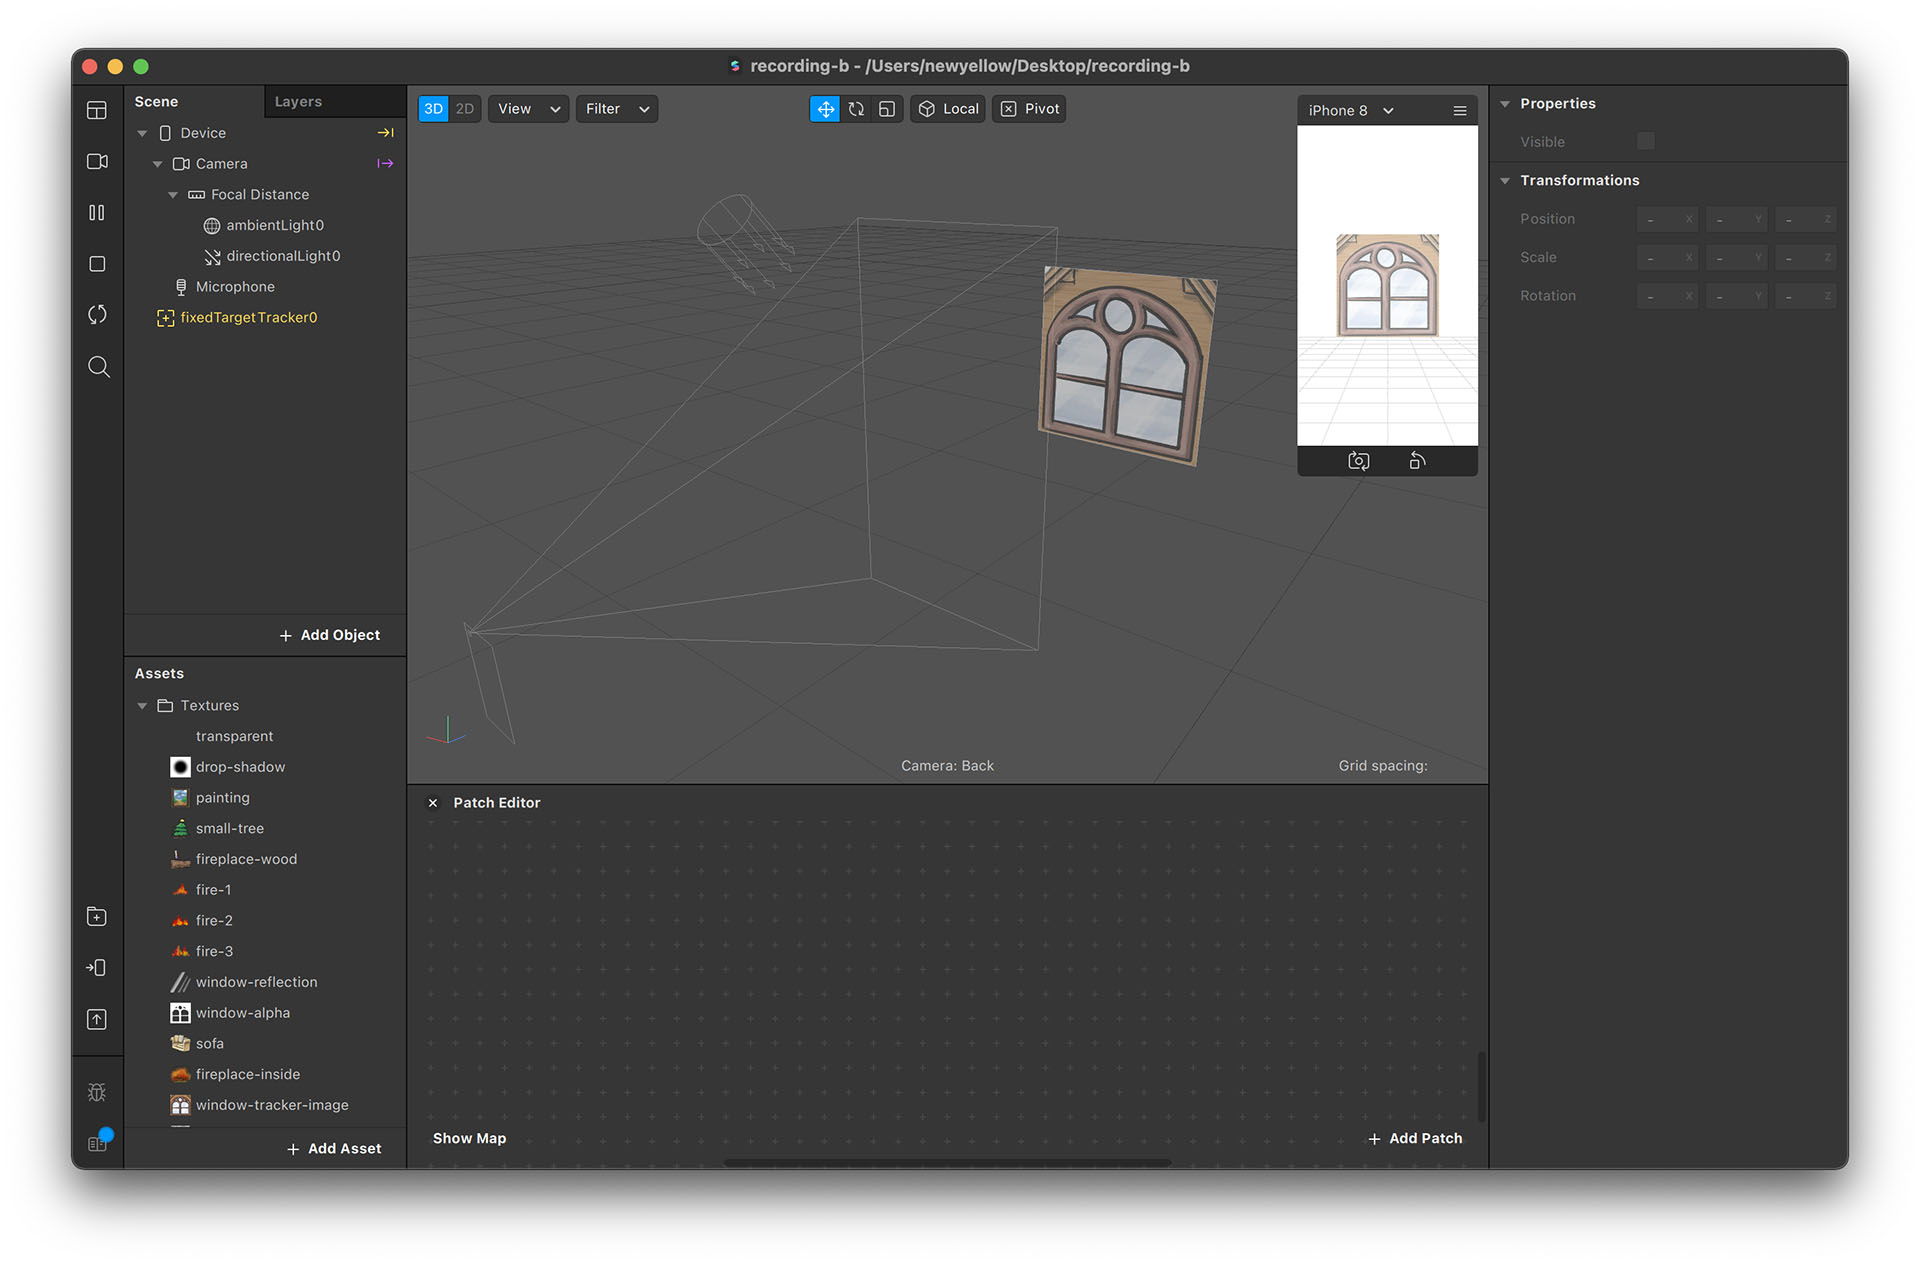 recording-b - /Users/newyellow/Desktop/recording-b
Scene
Layers
Device
Camera
Focal Distance
ambientLight0
directionalLight0
Microphone
fixedTargetTracker0
+ Add Object
Assets
Textures
transparent
drop-shadow
painting
small-tree
fireplace-wood
fire-1
fire-2
fire-3
window-reflection
window-alpha
sofa
fireplace-inside
window-tracker-image
+ Add Asset
3D 2D View Filter Local Pivot
iPhone 8
Camera: Back
Grid spacing:
Patch Editor
Show Map
+ Add Patch
Properties
Visible
Transformations
Position - X - Y - Z
Scale - X - Y - Z
Rotation - X - Y - Z